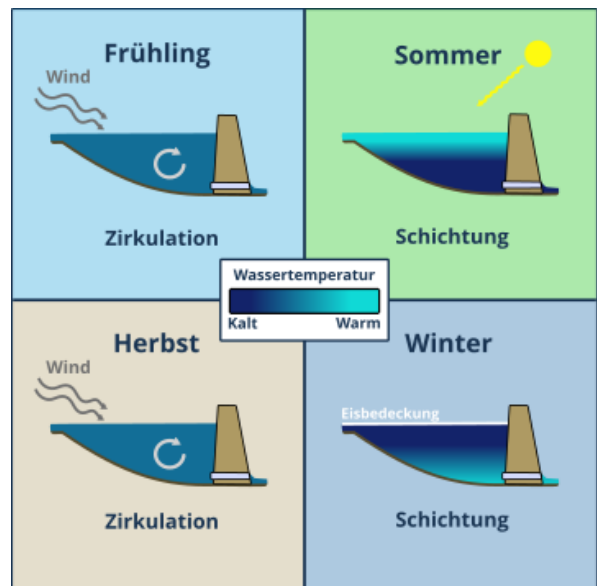 Frühling
Wind
Zirkulation
Sommer
Schichtung
Wassertemperatur
Kalt
Warm
Herbst
Wind
Zirkulation
Winter
Eisbedeckung
Schichtung